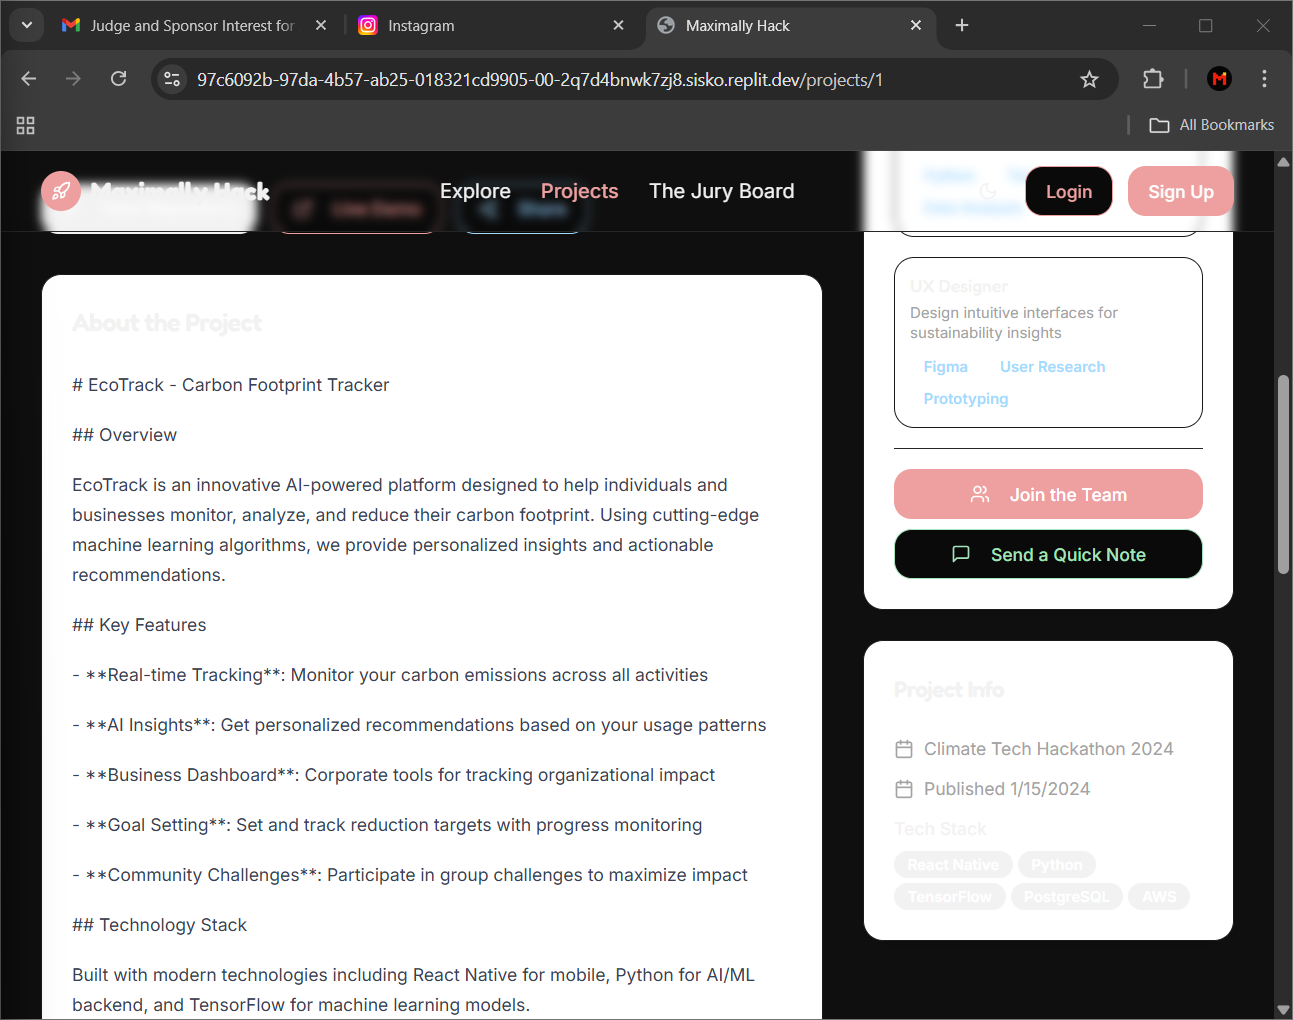 Judge and Sponsor Interest for
Instagram
Maximally Hack
97c6092b-97da-4b57-ab25-018321cd9905-00-2q7d4bnwk7zj8.sisko.replit.dev/projects/1
All Bookmarks
Maximally Hack
Explore
Projects
The Jury Board
Login
Sign Up
Live Demo
Share
About the Project
# EcoTrack - Carbon Footprint Tracker
## Overview
EcoTrack is an innovative AI-powered platform designed to help individuals and
businesses monitor, analyze, and reduce their carbon footprint. Using cutting-edge
machine learning algorithms, we provide personalized insights and actionable
recommendations.
## Key Features
- **Real-time Tracking**: Monitor your carbon emissions across all activities
- **AI Insights**: Get personalized recommendations based on your usage patterns
- **Business Dashboard**: Corporate tools for tracking organizational impact
- **Goal Setting**: Set and track reduction targets with progress monitoring
- **Community Challenges**: Participate in group challenges to maximize impact
## Technology Stack
Built with modern technologies including React Native for mobile, Python for AI/ML
backend, and TensorFlow for machine learning models.
UX Designer
Design intuitive interfaces for
sustainability insights
Figma
User Research
Prototyping
Join the Team
Send a Quick Note
Project Info
Climate Tech Hackathon 2024
Published 1/15/2024
Tech Stack
React Native
Python
TensorFlow
PostgreSQL
AWS